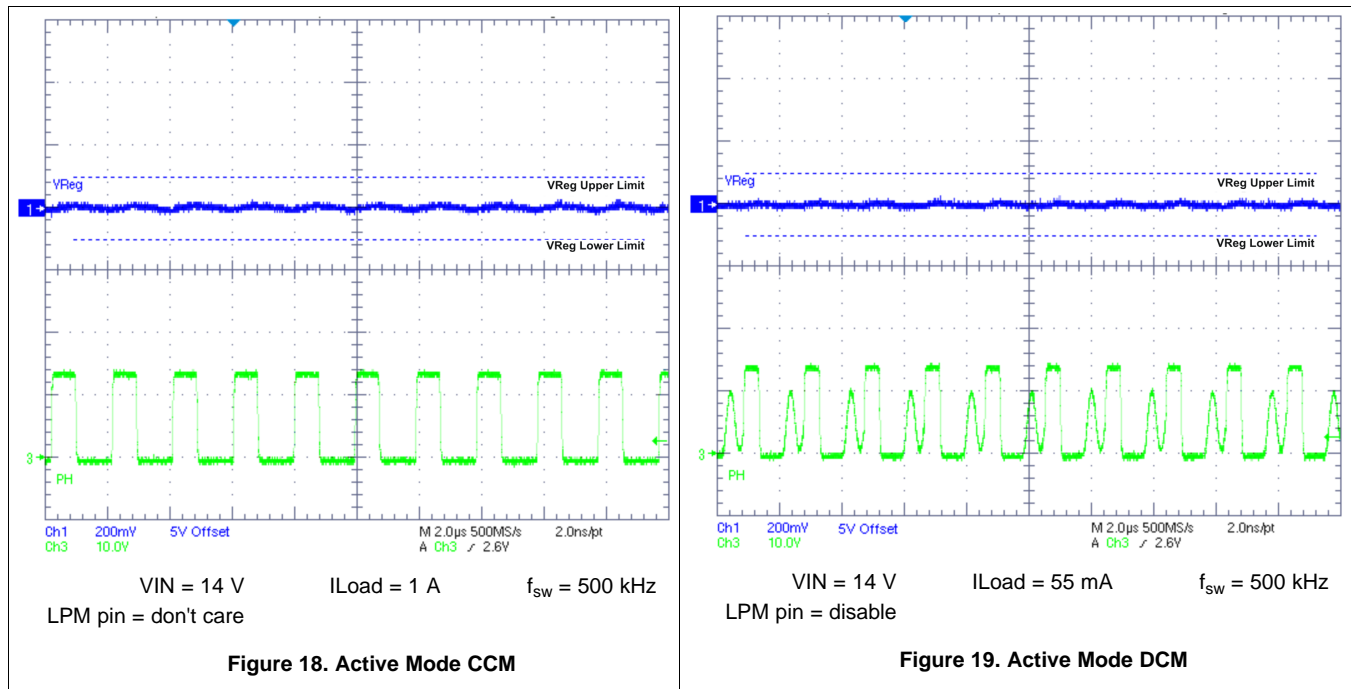 VReg
VReg Upper Limit
1
VReg Lower Limit
3
PH
Ch1 200mV 5V Offset
Ch3 10.0V
M 2.0µs 500MS/s 2.0ns/pt
A Ch3 ∫ 2.6V
VIN = 14 V ILoad = 1 A fsw = 500 kHz
LPM pin = don't care
Figure 18. Active Mode CCM
VReg
VReg Upper Limit
1
VReg Lower Limit
3
PH
Ch1 200mV 5V Offset
Ch3 10.0V
M 2.0µs 500MS/s 2.0ns/pt
A Ch3 ∫ 2.6V
VIN = 14 V ILoad = 55 mA fsw = 500 kHz
LPM pin = disable
Figure 19. Active Mode DCM